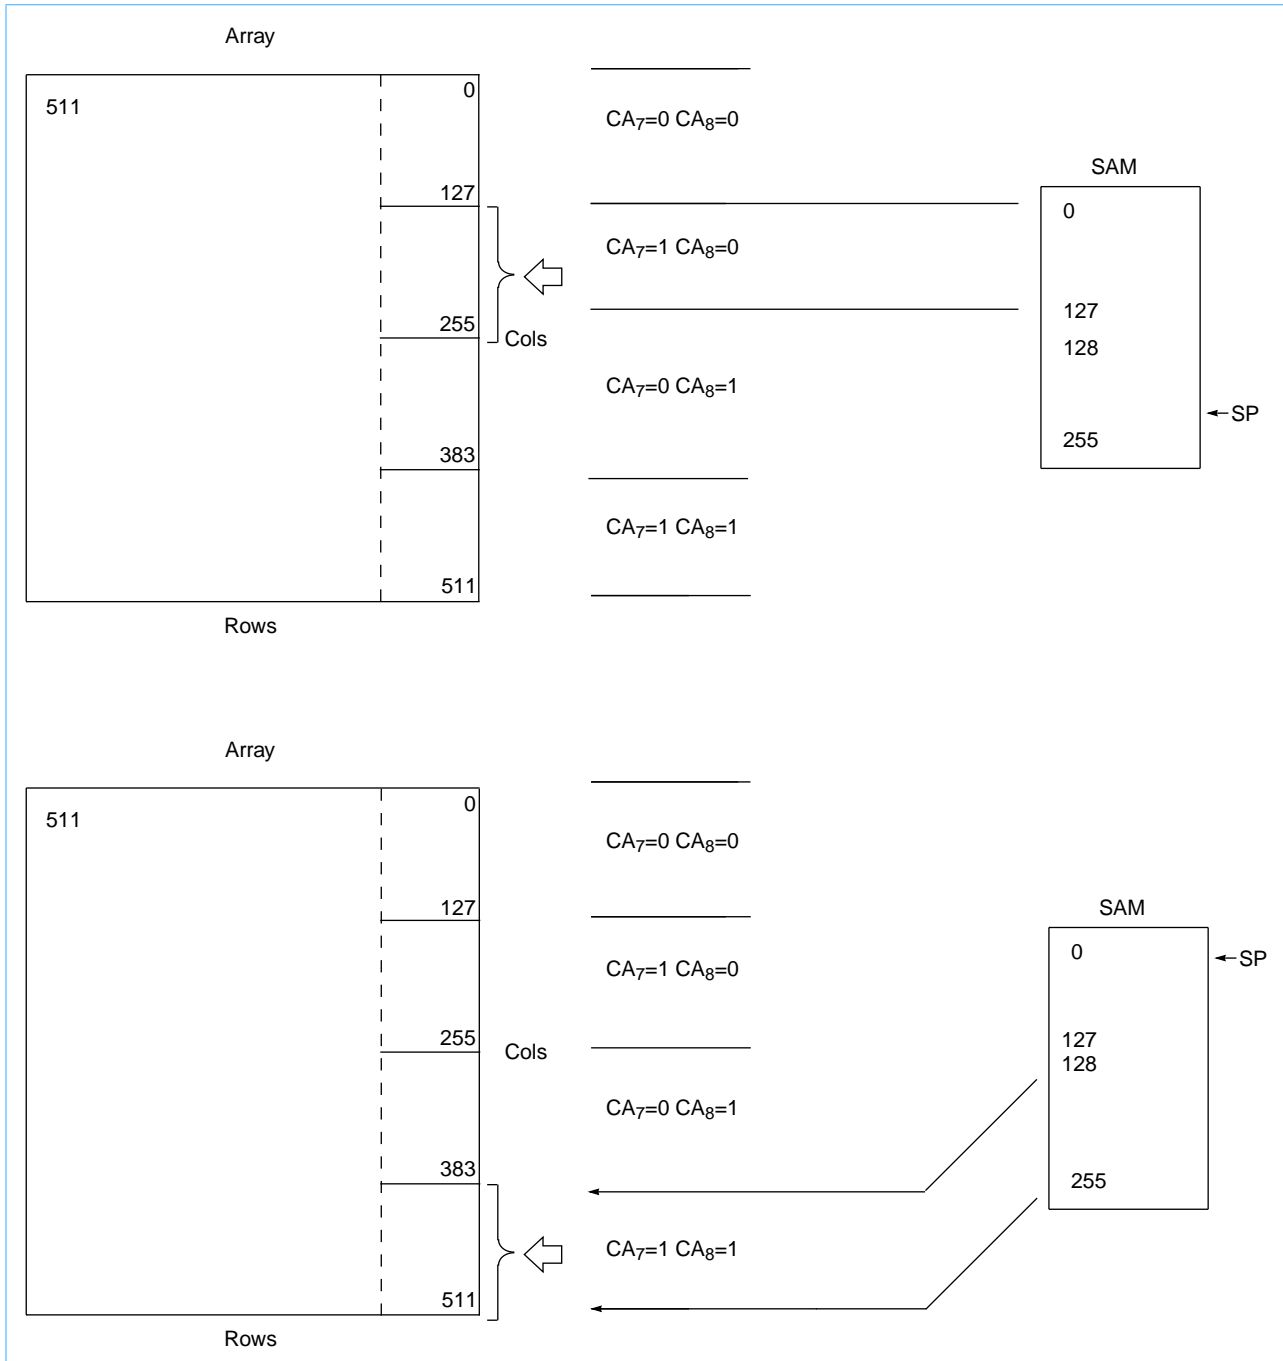 Array
0
511
CA7=0 CA8=0
SAM
127
0
CA7=1 CA8=0
127
255
Cols
128
CA7=0 CA8=1
SP
255
383
CA7=1 CA8=1
511
Rows
Array
0
511
CA7=0 CA8=0
127
SAM
0
SP
CA7=1 CA8=0
255
Cols
127
128
CA7=0 CA8=1
383
255
CA7=1 CA8=1
511
Rows